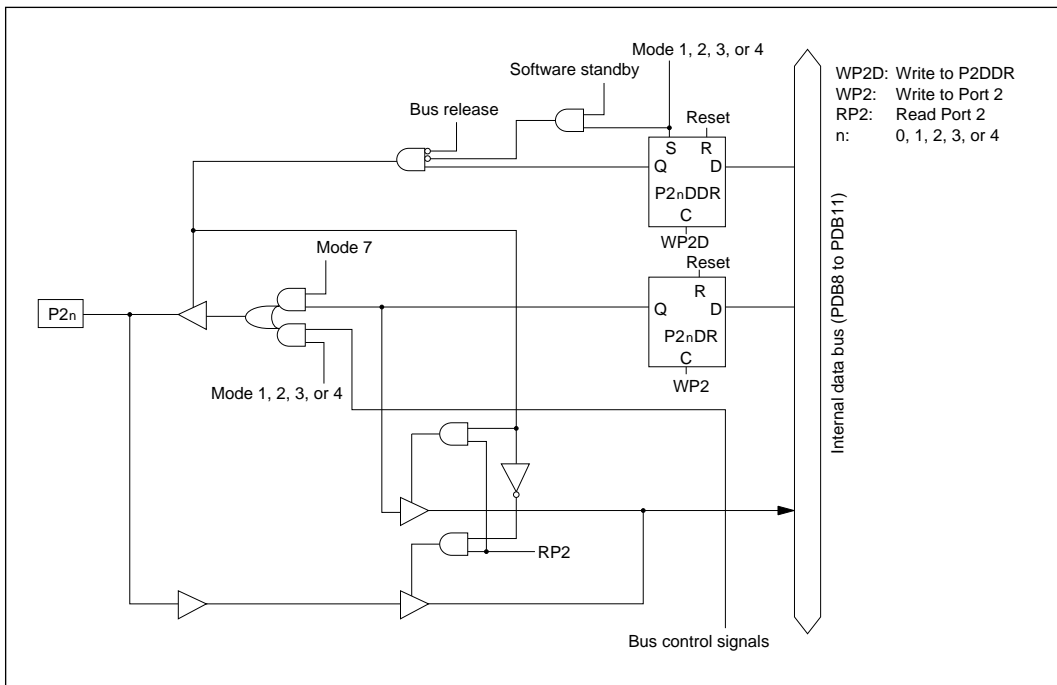 Mode 1, 2, 3, or 4
Software standby
Bus release
Reset
S
R
Q
D
P2nDDR
C
WP2D
WP2D: Write to P2DDR
WP2: Write to Port 2
RP2: Read Port 2
n: 0, 1, 2, 3, or 4
Mode 7
Reset
R
Q
D
P2nDR
C
WP2
P2n
Mode 1, 2, 3, or 4
RP2
Bus control signals
Internal data bus (PDB8 to PDB11)